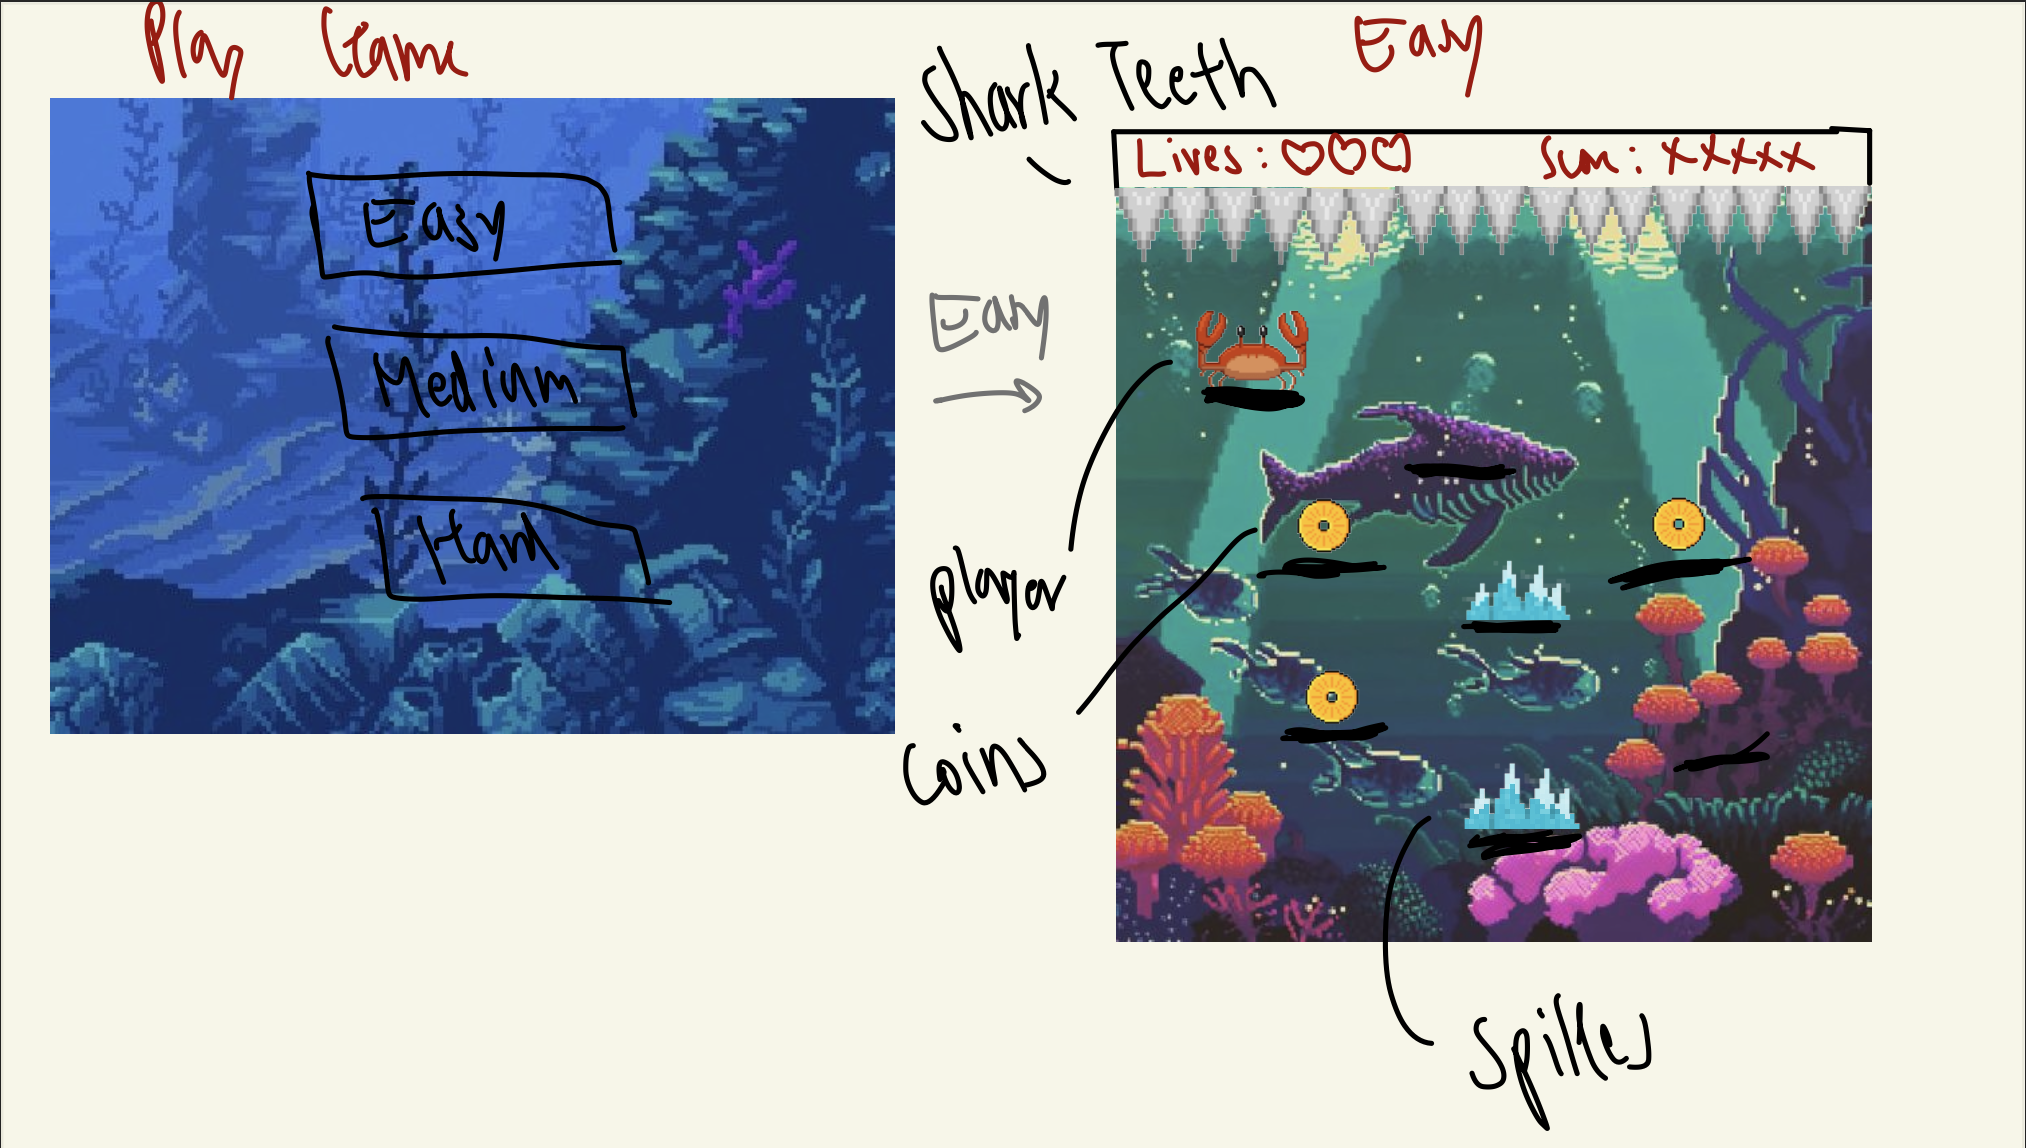 Play Game
Easy
Medium
Hard
Shark Teeth
Easy
Lives: ♡♡♡
Sum: xxxxx
Easy
player
Coins
Spikes